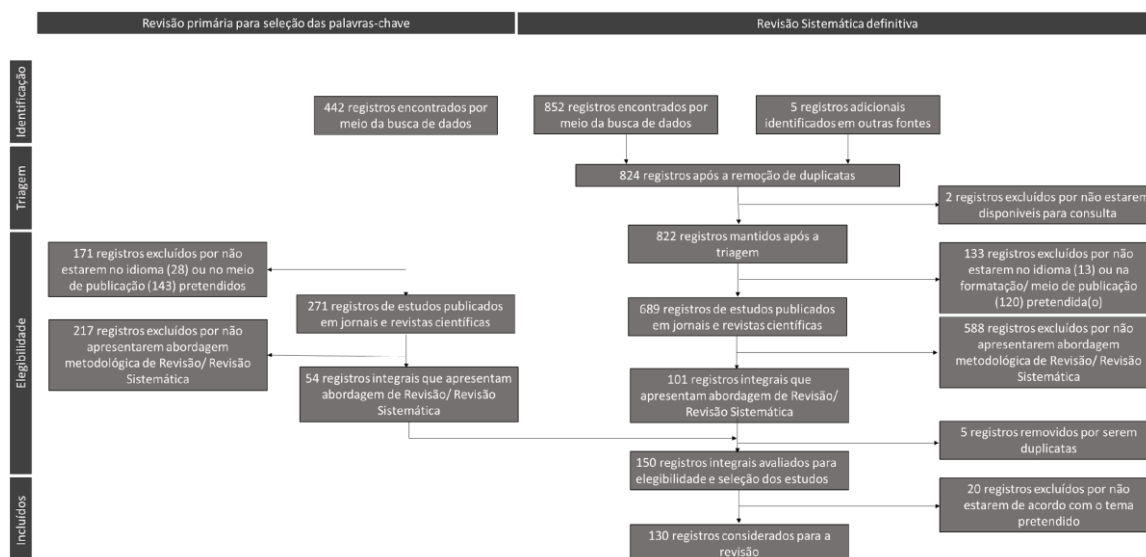 Revisão primária para seleção das palavras-chave
Revisão Sistemática definitiva
Identificação
442 registros encontrados por
meio da busca de dados
852 registros encontrados por
meio da busca de dados
5 registros adicionais
identificados em outras fontes
Triagem
824 registros após a remoção de duplicatas
2 registros excluídos por não estarem
disponíveis para consulta
822 registros mantidos após a
triagem
Elegibilidade
171 registros excluídos por não
estarem no idioma (28) ou no meio
de publicação (143) pretendidos
133 registros excluídos por não
estarem no idioma (13) ou na
formatação/ meio de publicação
(120) pretendida(o)
271 registros de estudos publicados
em jornais e revistas científicas
689 registros de estudos publicados
em jornais e revistas científicas
217 registros excluídos por não
apresentarem abordagem
metodológica de Revisão/ Revisão
Sistemática
588 registros excluídos por não
apresentarem abordagem
metodológica de Revisão/ Revisão
Sistemática
54 registros integrais que apresentam
abordagem de Revisão/ Revisão
Sistemática
101 registros integrais que
apresentam abordagem de Revisão/
Revisão Sistemática
5 registros removidos por serem
duplicatas
150 registros integrais avaliados para
elegibilidade e seleção dos estudos
Incluídos
20 registros excluídos por não
estarem de acordo com o tema
pretendido
130 registros considerados para a
revisão